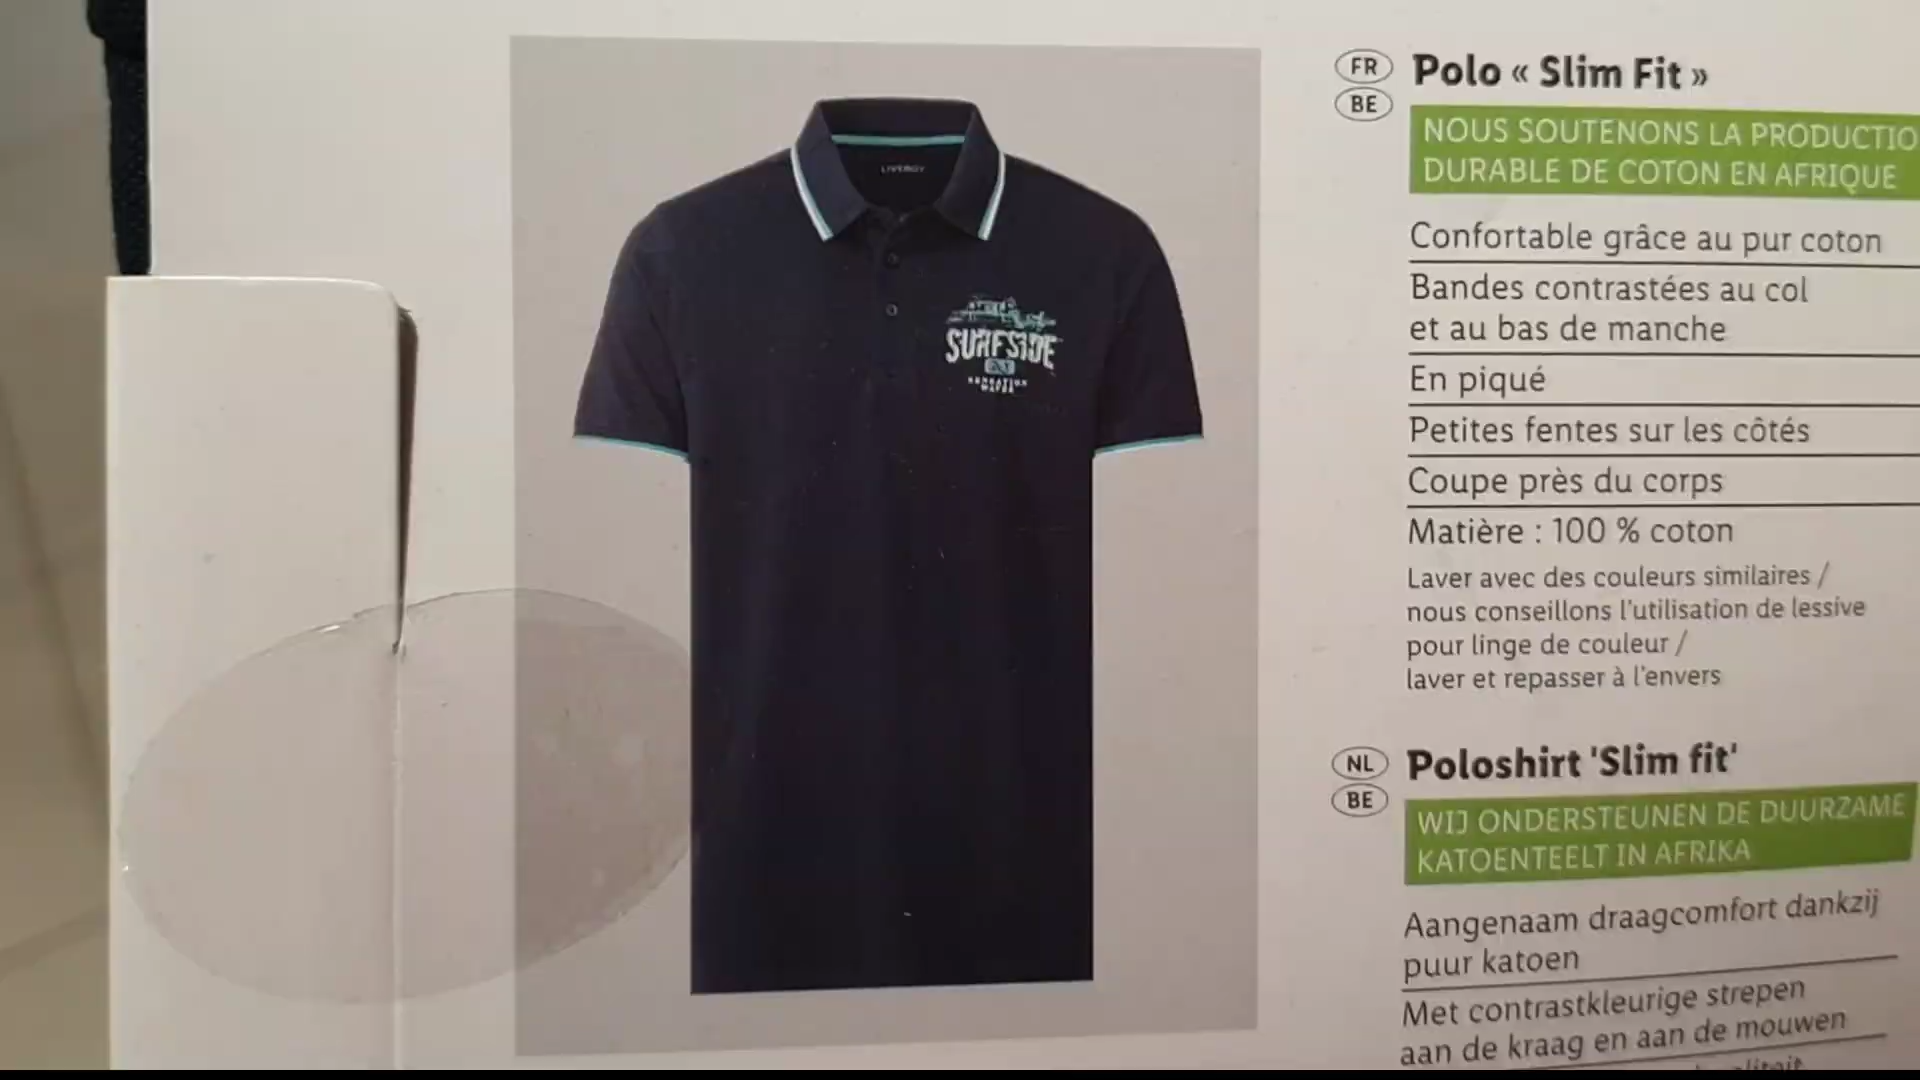 LIVERGY
SURFSIDE
SENSATION
WATER
FR
BE
Polo « Slim Fit »
NOUS SOUTENONS LA PRODUCTIO
DURABLE DE COTON EN AFRIQUE
Confortable grâce au pur coton
Bandes contrastées au col
et au bas de manche
En piqué
Petites fentes sur les côtés
Coupe près du corps
Matière : 100 % coton
Laver avec des couleurs similaires /
nous conseillons l'utilisation de lessive
pour linge de couleur /
laver et repasser à l'envers
NL
BE
Poloshirt 'Slim fit'
WIJ ONDERSTEUNEN DE DUURZAME
KATOENTEELT IN AFRIKA
Aangenaam draagcomfort dankzij
puur katoen
Met contrastkleurige strepen
aan de kraag en aan de mouwen